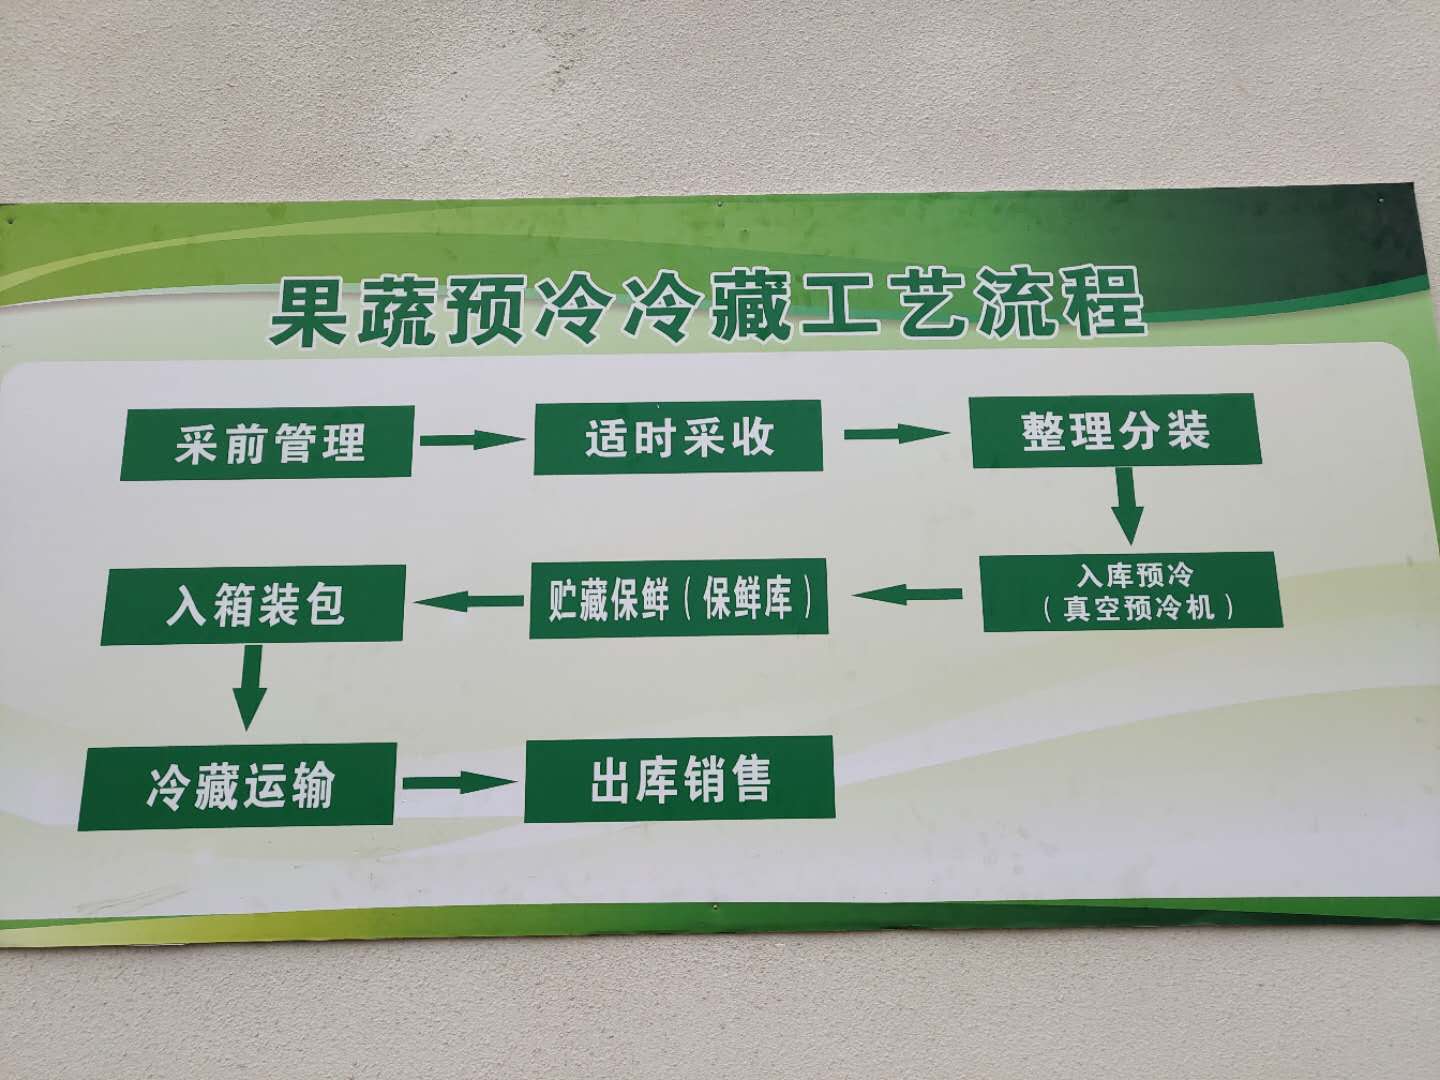 果蔬预冷冷藏工艺流程
采前管理
适时采收
整理分装
入库预冷
（真空预冷机）
贮藏保鲜（保鲜库）
入箱装包
冷藏运输
出库销售